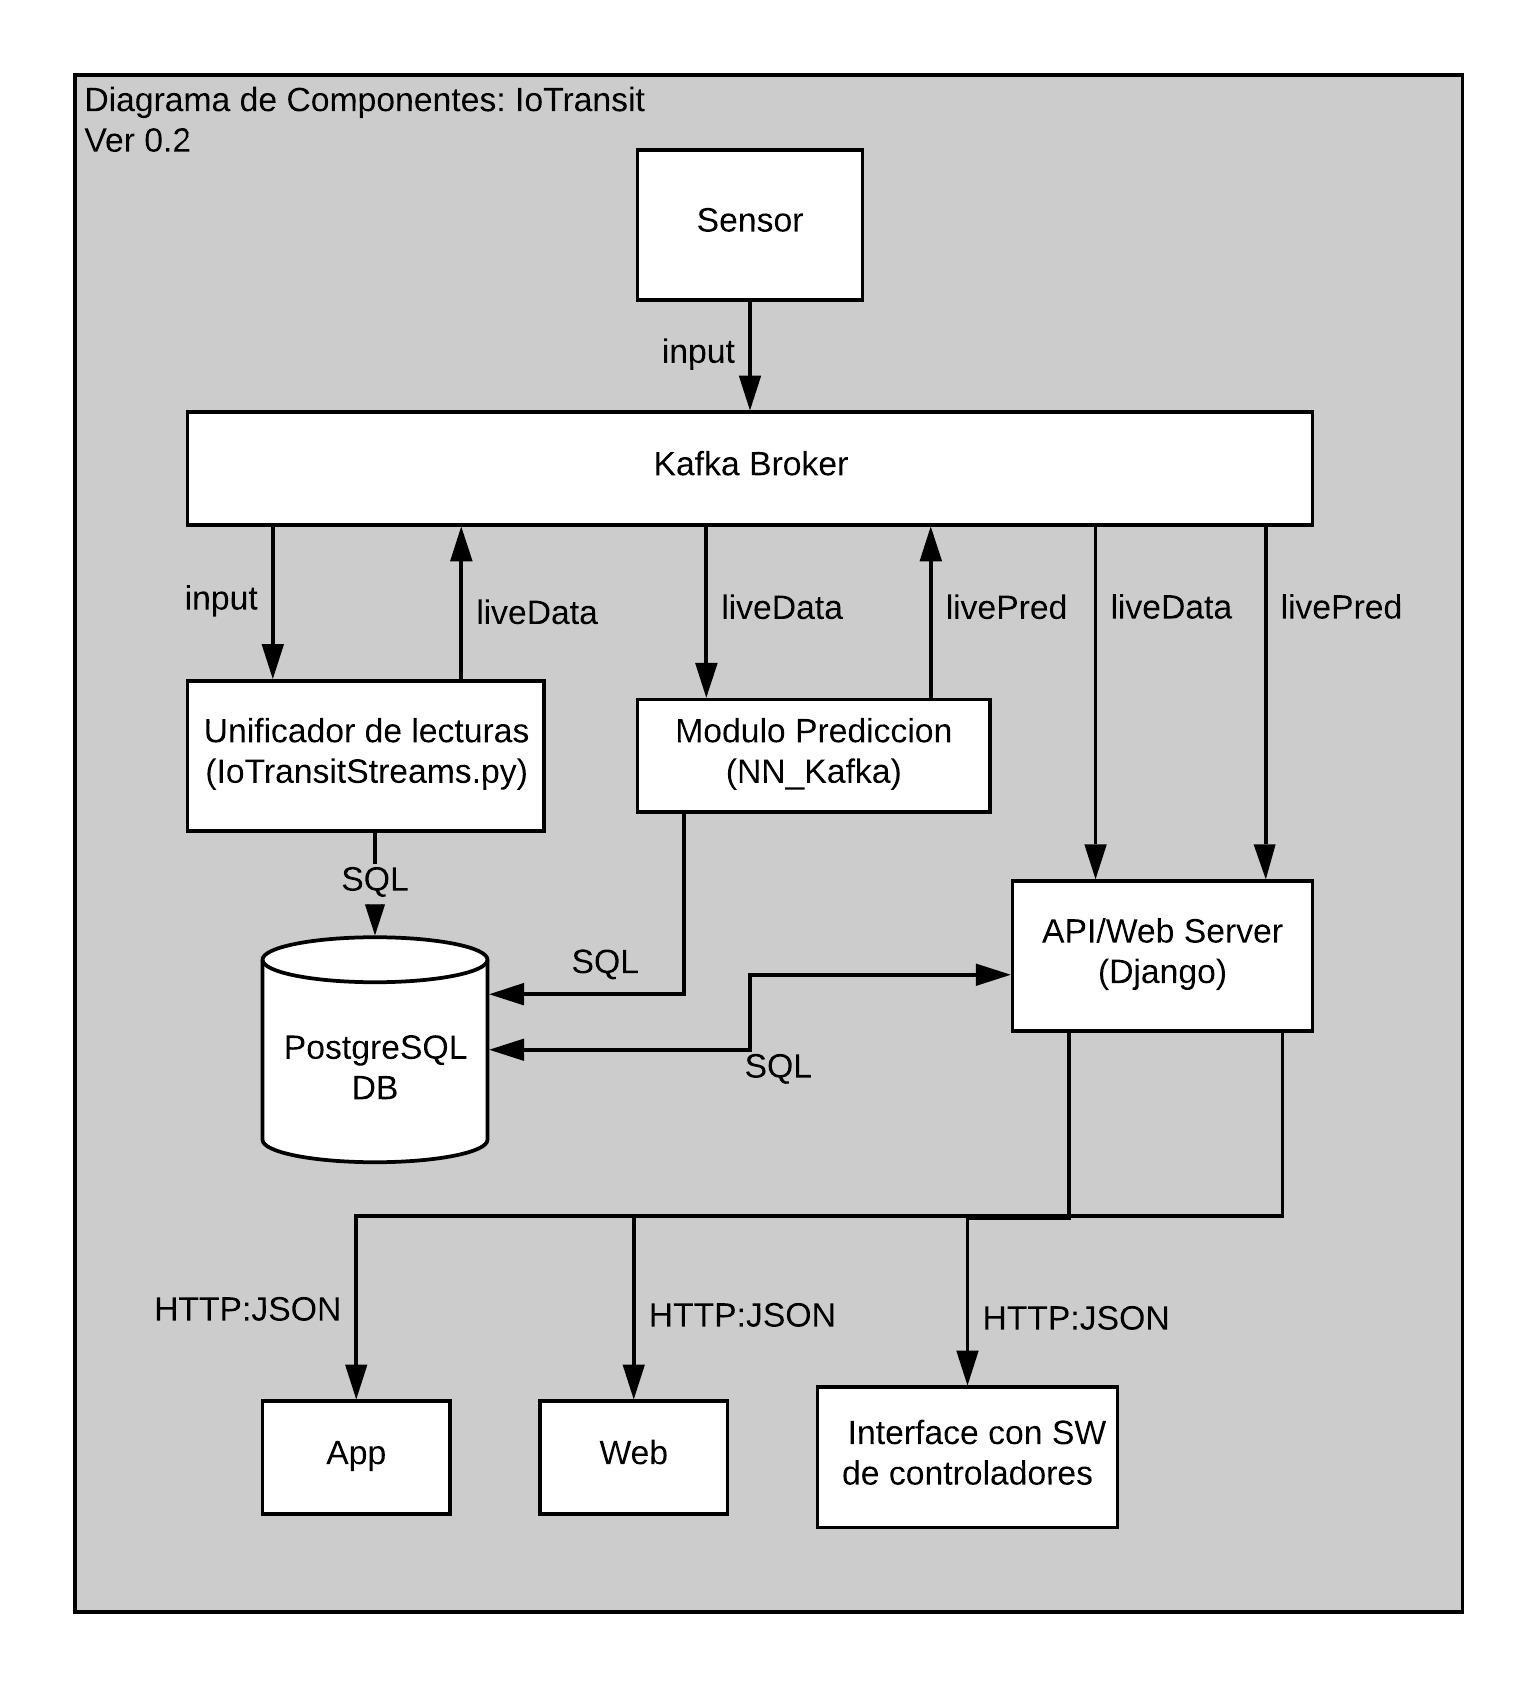 Diagrama de Componentes: IoTransit
Ver 0.2
Sensor
input
Kafka Broker
input
liveData
liveData
livePred
liveData
livePred
Unificador de lecturas
(IoTransitStreams.py)
Modulo Prediccion
(NN_Kafka)
SQL
API/Web Server
(Django)
SQL
PostgreSQL
DB
SQL
HTTP:JSON
HTTP:JSON
HTTP:JSON
App
Web
Interface con SW
de controladores